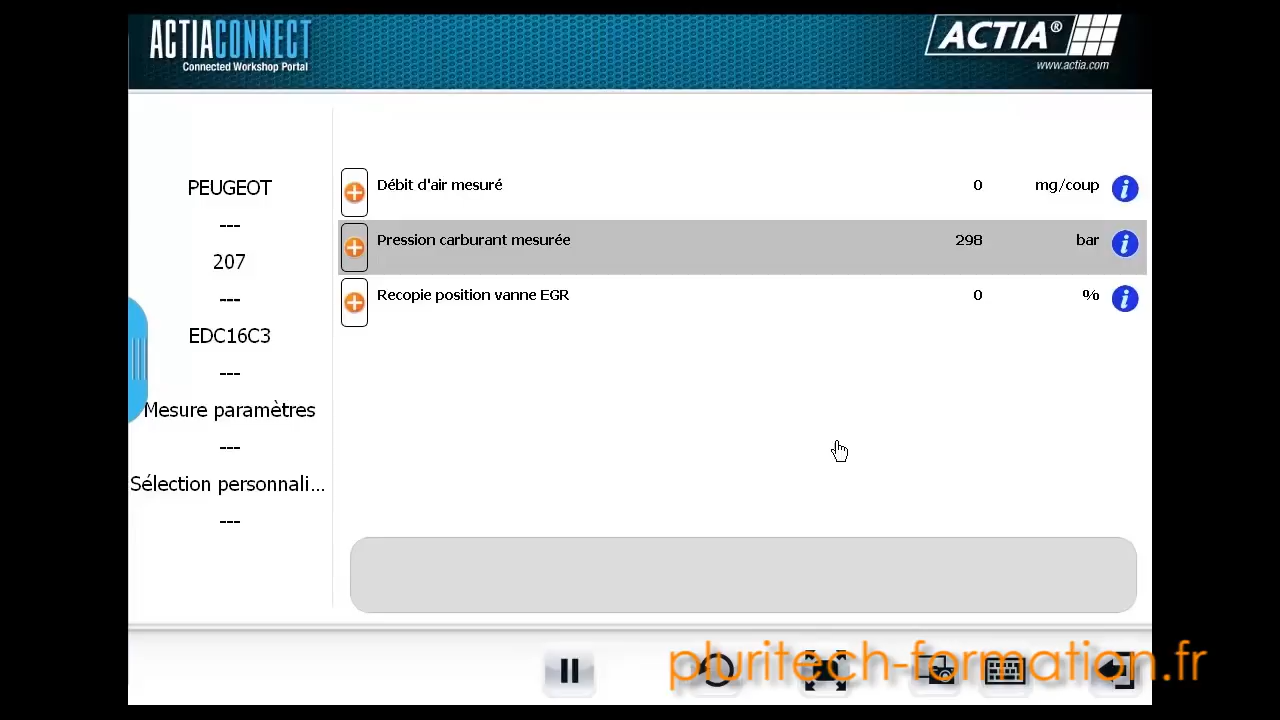 ACTIACONNECT
Connected Workshop Portal
ACTIA®
www.actia.com
PEUGEOT
---
207
---
EDC16C3
---
Mesure paramètres
---
Sélection personnali...
---
Débit d'air mesuré 0 mg/coup
Pression carburant mesurée 298 bar
Recopie position vanne EGR 0 %
pluritech-formation.fr